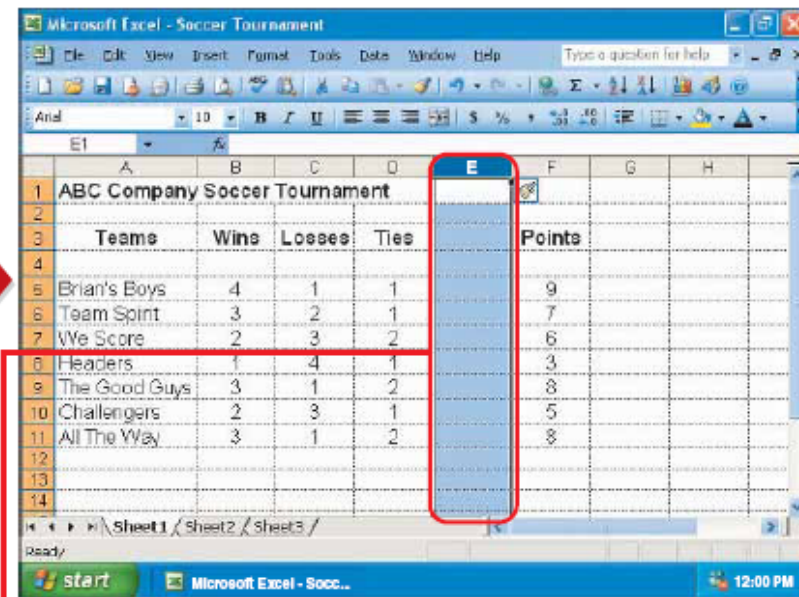 Microsoft Excel - Soccer Tournament
File Edit View Insert Format Tools Data Window Help Type a question for help
Arial 10 B I U $ %
E1 fx
A B C D E F G H
1 ABC Company Soccer Tournament
2
3 Teams Wins Losses Ties Points
4
5 Brian's Boys 4 1 1 9
6 Team Spirit 3 2 1 7
7 We Score 2 3 2 6
8 Headers 1 4 1 3
9 The Good Guys 3 1 2 8
10 Challengers 2 3 1 5
11 All The Way 3 1 2 8
12
13
14
Sheet1 Sheet2 Sheet3
Ready
start Microsoft Excel - Socc... 12:00 PM